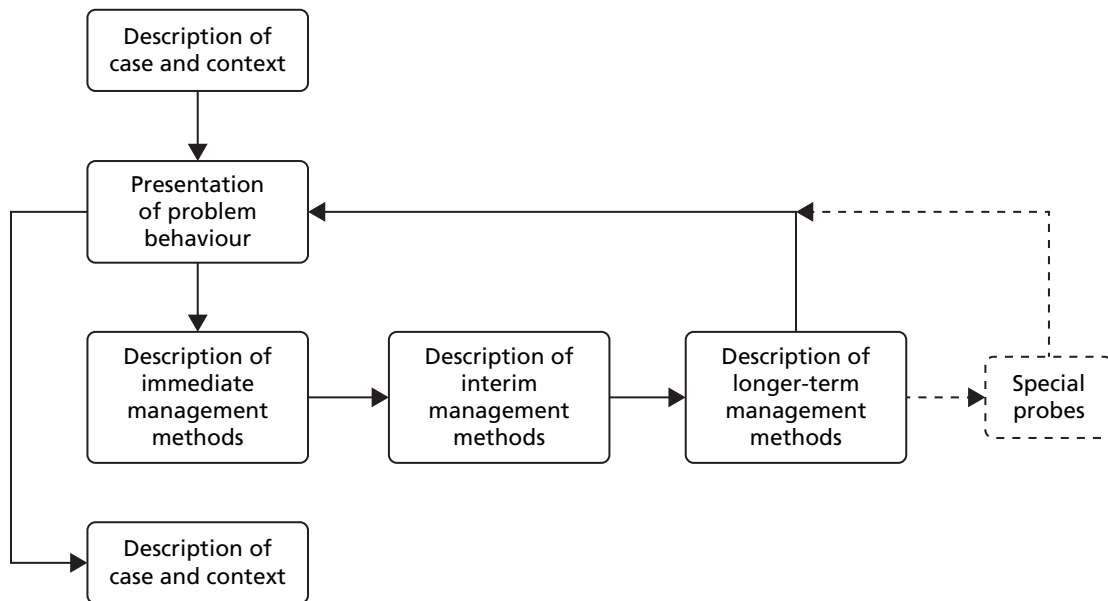 Description of
case and context
Presentation
of problem
behaviour
Description of
immediate
management
methods
Description of
interim
management
methods
Description of
longer-term
management
methods
Special
probes
Description of
case and context